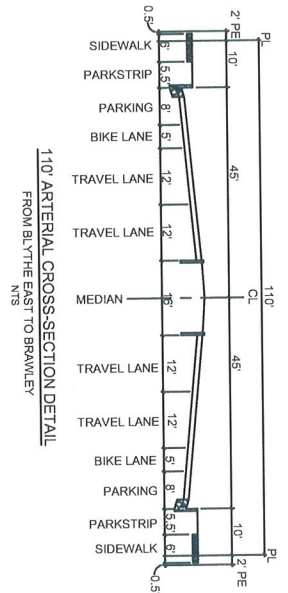 2' PE
PL
0.5'
10'
SIDEWALK
6'
PARKSTRIP
5.5'
PARKING
8'
45'
BIKE LANE
5'
TRAVEL LANE
12'
TRAVEL LANE
12'
110'
CL
MEDIAN
16'
TRAVEL LANE
12'
45'
TRAVEL LANE
12'
BIKE LANE
5'
PARKING
8'
PARKSTRIP
5.5'
10'
SIDEWALK
6'
PL
2' PE
0.5'
110' ARTERIAL CROSS-SECTION DETAIL
FROM BLYTHE EAST TO BRAWLEY
NTS